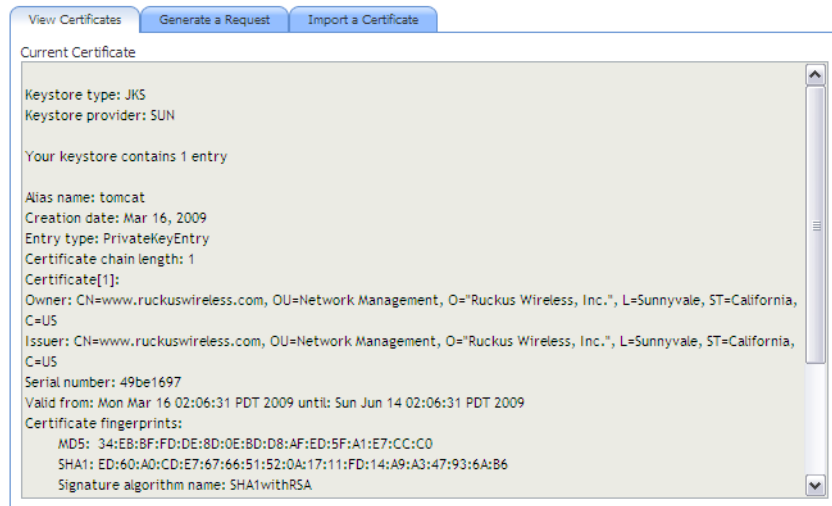 View Certificates
Generate a Request
Import a Certificate
Current Certificate
Keystore type: JKS
Keystore provider: SUN
Your keystore contains 1 entry
Alias name: tomcat
Creation date: Mar 16, 2009
Entry type: PrivateKeyEntry
Certificate chain length: 1
Certificate[1]:
Owner: CN=www.ruckuswireless.com, OU=Network Management, O="Ruckus Wireless, Inc.", L=Sunnyvale, ST=California,
C=US
Issuer: CN=www.ruckuswireless.com, OU=Network Management, O="Ruckus Wireless, Inc.", L=Sunnyvale, ST=California,
C=US
Serial number: 49be1697
Valid from: Mon Mar 16 02:06:31 PDT 2009 until: Sun Jun 14 02:06:31 PDT 2009
Certificate fingerprints:
MD5: 34:EB:BF:FD:DE:8D:0E:BD:D8:AF:ED:5F:A1:E7:CC:C0
SHA1: ED:60:A0:CD:E7:67:66:51:52:0A:17:11:FD:14:A9:A3:47:93:6A:B6
Signature algorithm name: SHA1withRSA